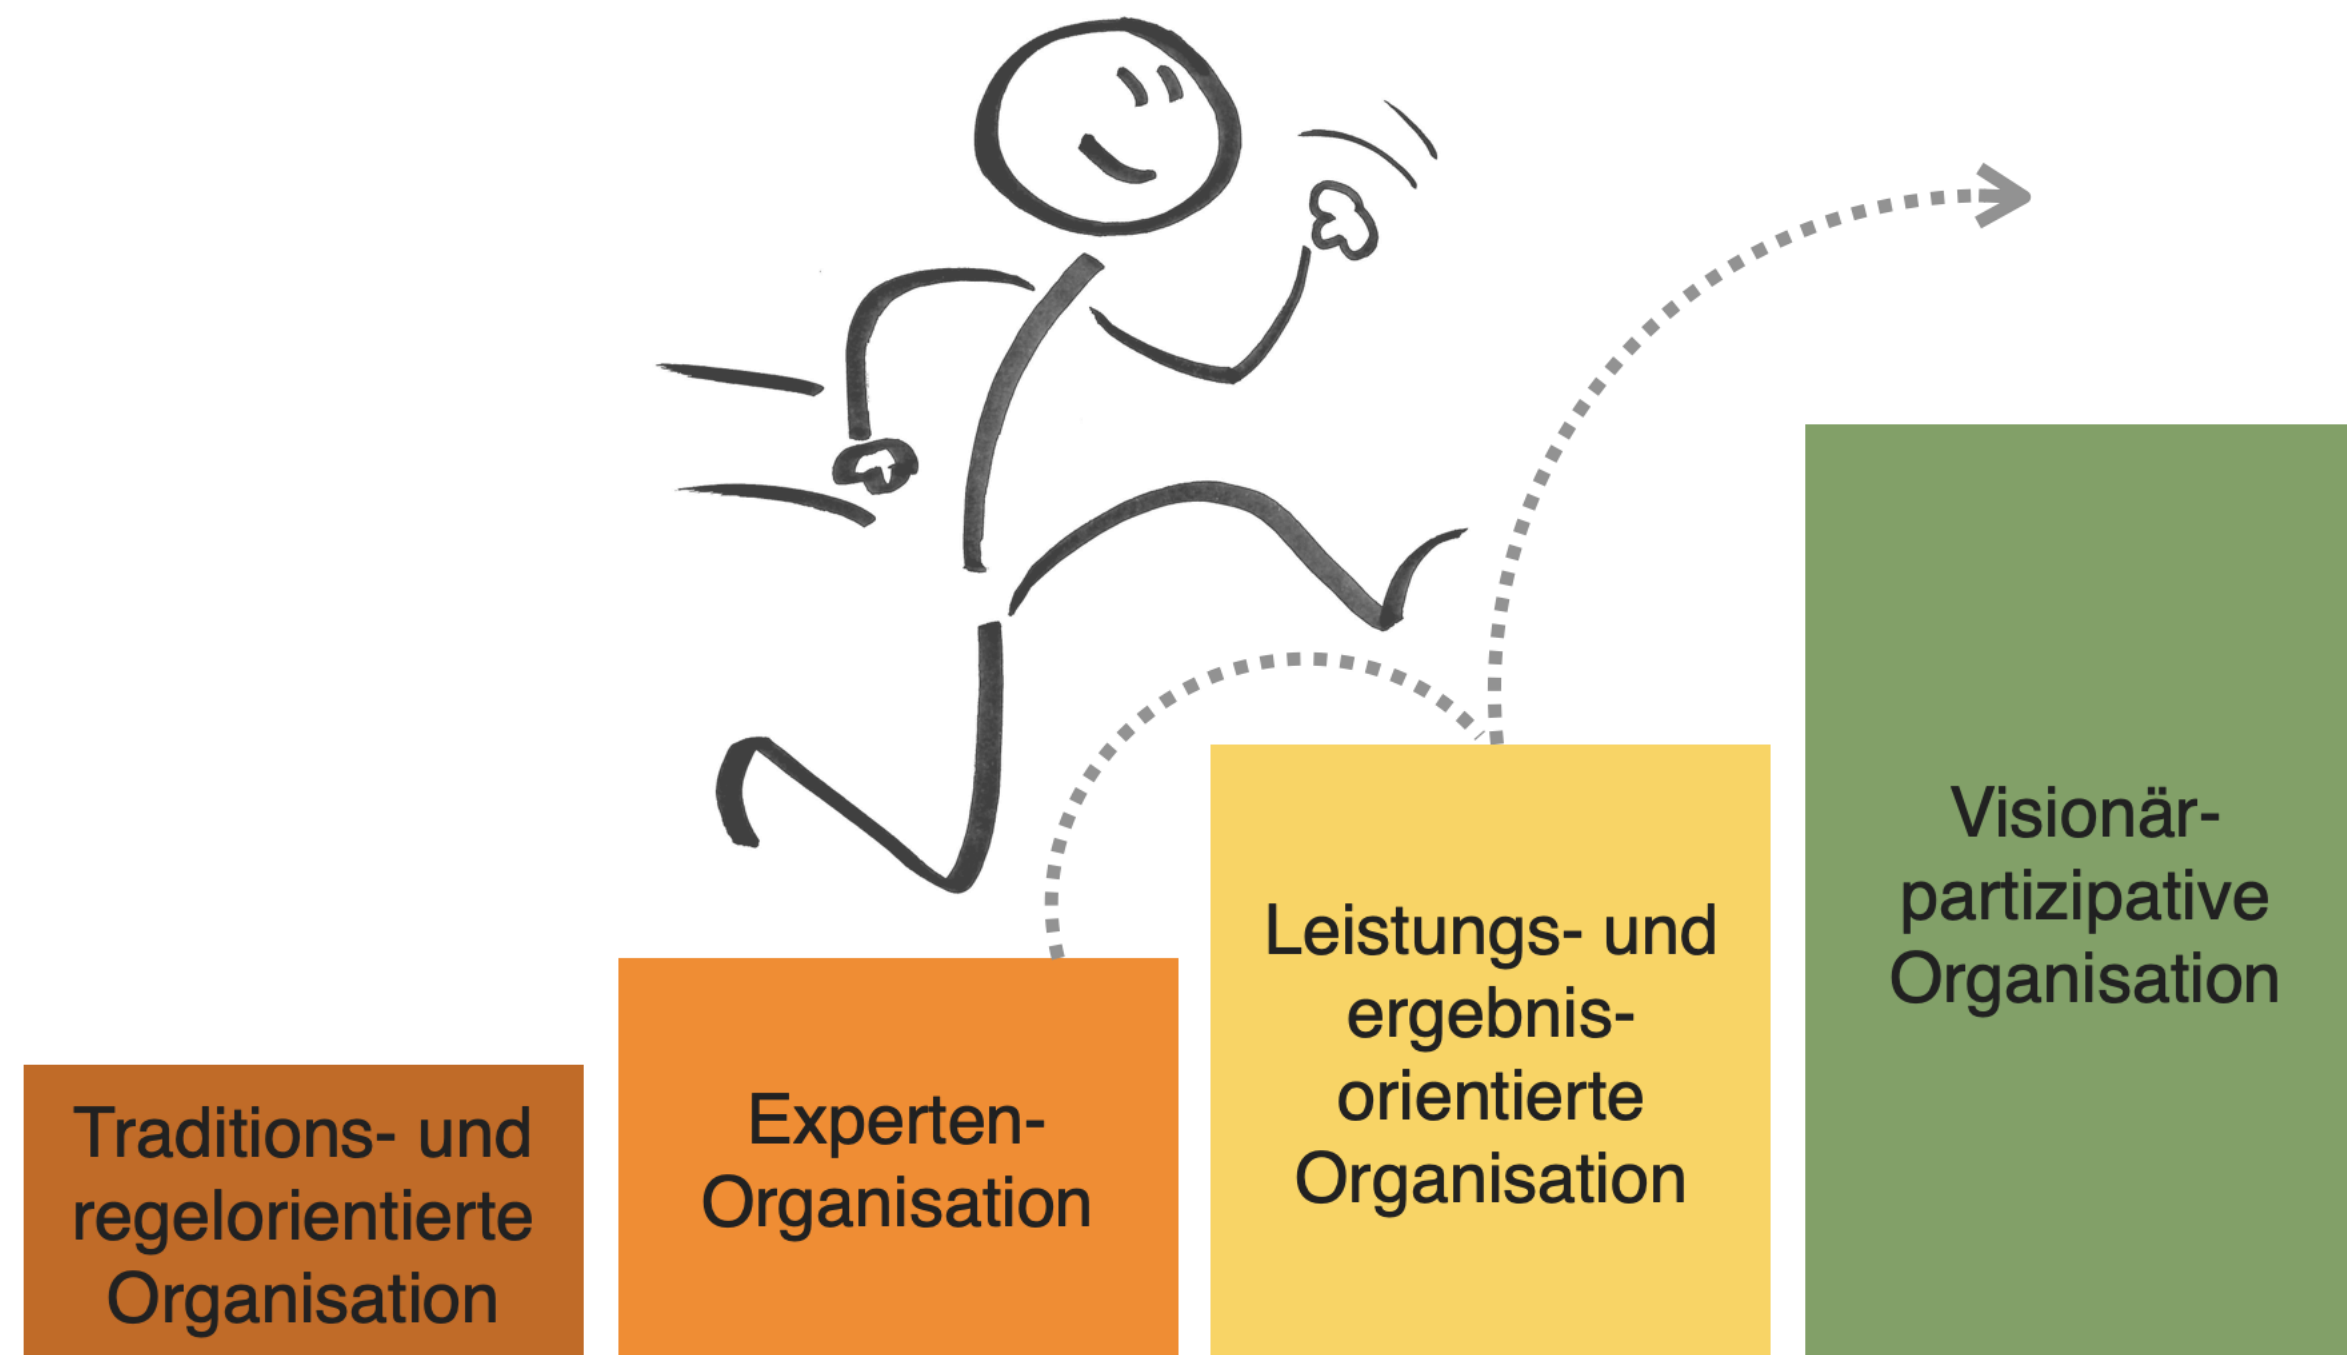 Traditions- und
regelorientierte
Organisation
Experten-
Organisation
Leistungs- und
ergebnis-
orientierte
Organisation
Visionär-
partizipative
Organisation